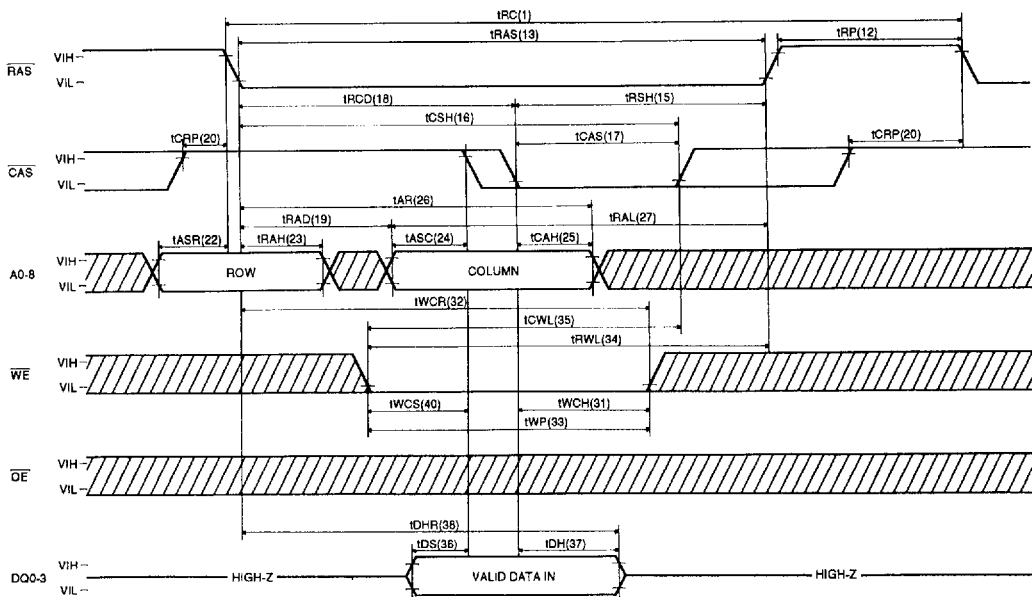 tRC(1)
tRAS(13)
tRP(12)
RAS
VIH
VIL
tRCD(18)
tRSH(15)
tCSH(16)
tCRP(20)
tCAS(17)
tCRP(20)
CAS
VIH
VIL
tAR(26)
tRAD(19)
tRAL(27)
tASR(22)
tRAH(23)
tASC(24)
tCAH(25)
A0-8
VIH
VIL
ROW
COLUMN
tWCR(32)
tCWL(35)
tRWL(34)
WE
VIH
VIL
tWCS(40)
tWCH(31)
tWP(33)
OE
VIH
VIL
tDHR(38)
tDS(36)
tDH(37)
DQ0-3
VIH
VIL
HIGH-Z
VALID DATA IN
HIGH-Z